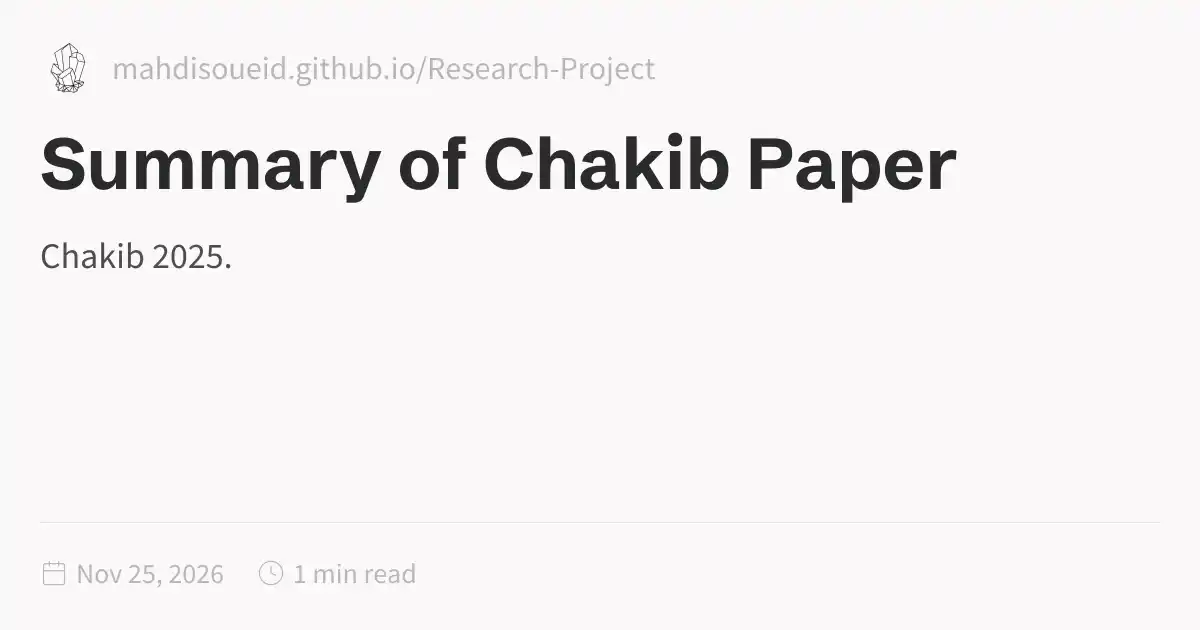 mahdisoueid.github.io/Research-Project
Summary of Chakib Paper
Chakib 2025.
Nov 25, 2026 1 min read